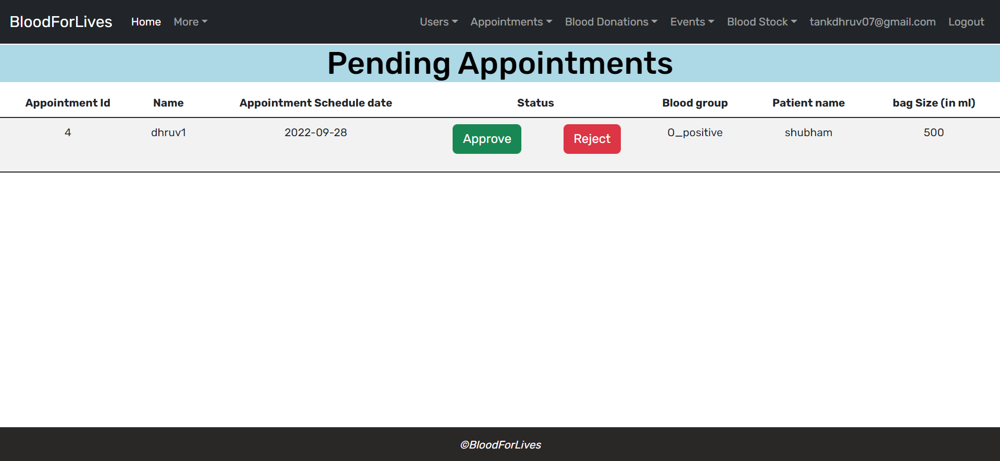 BloodForLives Home More Users Appointments Blood Donations Events Blood Stock tankdhruv07@gmail.com Logout
Pending Appointments
Appointment Id Name Appointment Schedule date Status Blood group Patient name bag Size (in ml)
4 dhruv1 2022-09-28 Approve Reject O_positive shubham 500
©BloodForLives